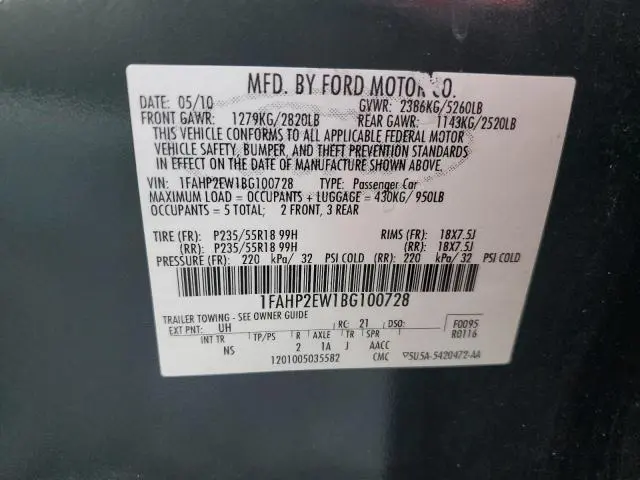 MFD. BY FORD MOTOR CO.
DATE: 05/10 GVWR: 2386KG/5260LB
FRONT GAWR: 1279KG/2820LB REAR GAWR: 1143KG/2520LB
THIS VEHICLE CONFORMS TO ALL APPLICABLE FEDERAL MOTOR
VEHICLE SAFETY, BUMPER, AND THEFT PREVENTION STANDARDS
IN EFFECT ON THE DATE OF MANUFACTURE SHOWN ABOVE.
VIN: 1FAHP2EW1BG100728 TYPE: Passenger Car
MAXIMUM LOAD = OCCUPANTS + LUGGAGE = 430KG/950LB
OCCUPANTS = 5 TOTAL; 2 FRONT, 3 REAR
TIRE (FR): P235/55R18 99H RIMS (FR): 18X7.5J
(RR): P235/55R18 99H (RR): 18X7.5J
PRESSURE (FR): 220 kPa/ 32 PSI COLD (RR): 220 kPa/ 32 PSI COLD
1FAHP2EW1BG100728
TRAILER TOWING - SEE OWNER GUIDE
EXT PNT: UH RC: 21 DSO: F0095
INT TR TP/PS R AXLE TR SPR R0116
NS 2 1A J AACC
1201005035582 CMC 5U5A-5420472-AA